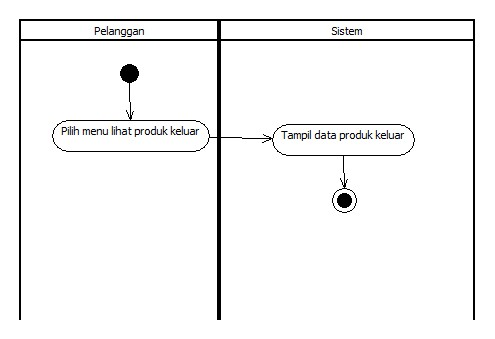 Pelanggan
Sistem
Pilih menu lihat produk keluar
Tampil data produk keluar